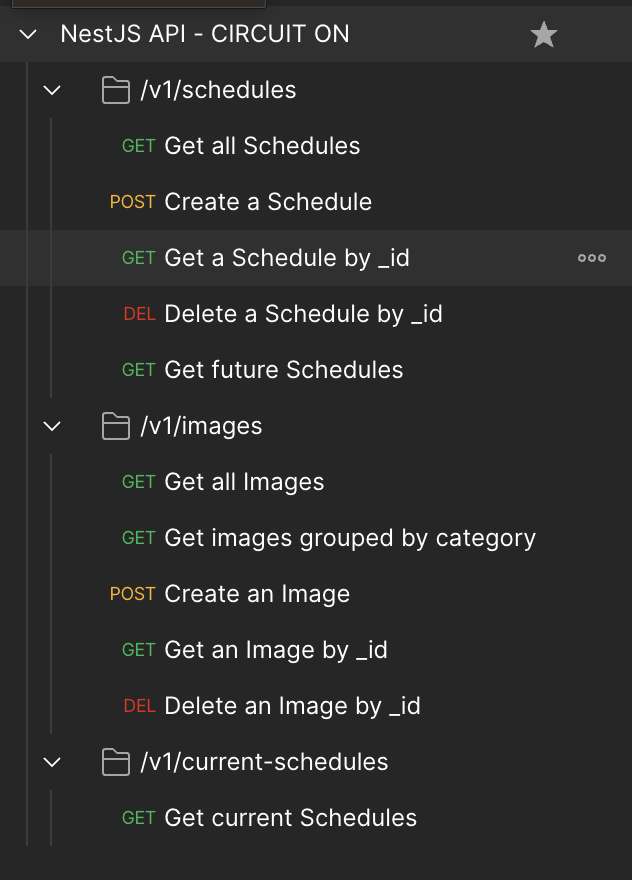 NestJS API - CIRCUIT ON
/v1/schedules
GET Get all Schedules
POST Create a Schedule
GET Get a Schedule by _id
DEL Delete a Schedule by _id
GET Get future Schedules
/v1/images
GET Get all Images
GET Get images grouped by category
POST Create an Image
GET Get an Image by _id
DEL Delete an Image by _id
/v1/current-schedules
GET Get current Schedules